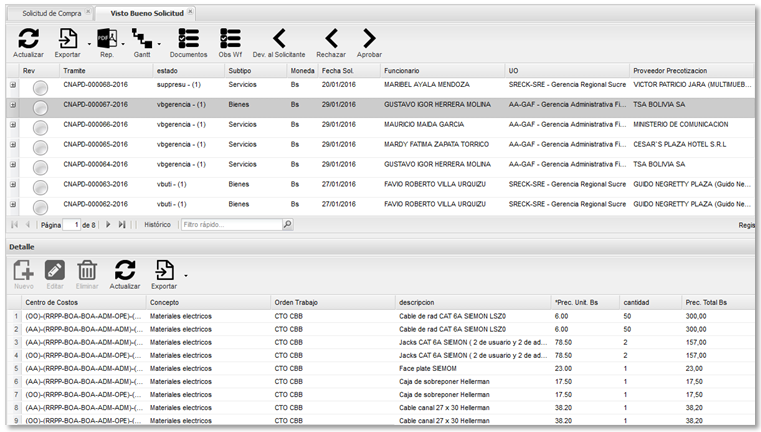 Solicitud de Compra Visto Bueno Solicitud
Actualizar Exportar Rep. Gantt Documentos Obs Wf Dev. al Solicitante Rechazar Aprobar
Rev Tramite estado Subtipo Moneda Fecha Sol. Funcionario UO Proveedor Precotizacion
CNAPD-000068-2016 suppresu - (1) Servicios Bs 20/01/2016 MARIBEL AYALA MENDOZA SRECK-SRE - Gerencia Regional Sucre VICTOR PATRICIO JARA (MULTIMUEB...
CNAPD-000067-2016 vbgerencia - (1) Bienes Bs 29/01/2016 GUSTAVO IGOR HERRERA MOLINA AA-GAF - Gerencia Administrativa Fi... TSA BOLIVIA SA
CNAPD-000066-2016 vbgerencia - (1) Servicios Bs 29/01/2016 MAURICIO MAIDA GARCIA AA-GAF - Gerencia Administrativa Fi... MINISTERIO DE COMUNICACION
CNAPD-000065-2016 vbgerencia - (1) Servicios Bs 29/01/2016 MARDY FATIMA ZAPATA TORRICO AA-GAF - Gerencia Administrativa Fi... CESAR`S PLAZA HOTEL S.R.L
CNAPD-000064-2016 vbgerencia - (1) Servicios Bs 29/01/2016 GUSTAVO IGOR HERRERA MOLINA AA-GAF - Gerencia Administrativa Fi... TSA BOLIVIA SA
CNAPD-000063-2016 vbuti - (1) Bienes Bs 27/01/2016 FAVIO ROBERTO VILLA URQUIZU SRECK-SRE - Gerencia Regional Sucre GUIDO NEGRETTY PLAZA (Guido Ne...
CNAPD-000062-2016 vbuti - (1) Bienes Bs 27/01/2016 FAVIO ROBERTO VILLA URQUIZU SRECK-SRE - Gerencia Regional Sucre GUIDO NEGRETTY PLAZA (Guido Ne...
Página 1 de 8 Histórico Filtro rápido... Regis
Detalle
Nuevo Editar Eliminar Actualizar Exportar
Centro de Costos Concepto Orden Trabajo descripcion *Prec. Unit. Bs cantidad Prec. Total Bs
1 (OO)-(RRPP-BOA-BOA-ADM-OPE)-(... Materiales electricos CTO CBB Cable de rad CAT 6A SIEMON LSZ0 6.00 50 300,00
2 (AA)-(RRPP-BOA-BOA-ADM-ADM)-(... Materiales electricos CTO CBB Cable de rad CAT 6A SIEMON LSZ0 6.00 50 300,00
3 (AA)-(RRPP-BOA-BOA-ADM-ADM)-(... Materiales electricos CTO CBB Jacks CAT 6A SIEMON ( 2 de usuario y 2 de ad... 78.50 2 157,00
4 (OO)-(RRPP-BOA-BOA-ADM-OPE)-(... Materiales electricos CTO CBB Jacks CAT 6A SIEMON ( 2 de usuario y 2 de ad... 78.50 2 157,00
5 (AA)-(RRPP-BOA-BOA-ADM-ADM)-(... Materiales electricos CTO CBB Face plate SIEMOM 23.00 1 23,00
6 (AA)-(RRPP-BOA-BOA-ADM-ADM)-(... Materiales electricos CTO CBB Caja de sobreponer Hellerman 17.50 1 17,50
7 (OO)-(RRPP-BOA-BOA-ADM-OPE)-(... Materiales electricos CTO CBB Caja de sobreponer Hellerman 17.50 1 17,50
8 (AA)-(RRPP-BOA-BOA-ADM-ADM)-(... Materiales electricos CTO CBB Cable canal 27 x 30 Hellerman 38.20 1 38,20
9 (OO)-(RRPP-BOA-BOA-ADM-OPE)-(... Materiales electricos CTO CBB Cable canal 27 x 30 Hellerman 38.20 1 38,20